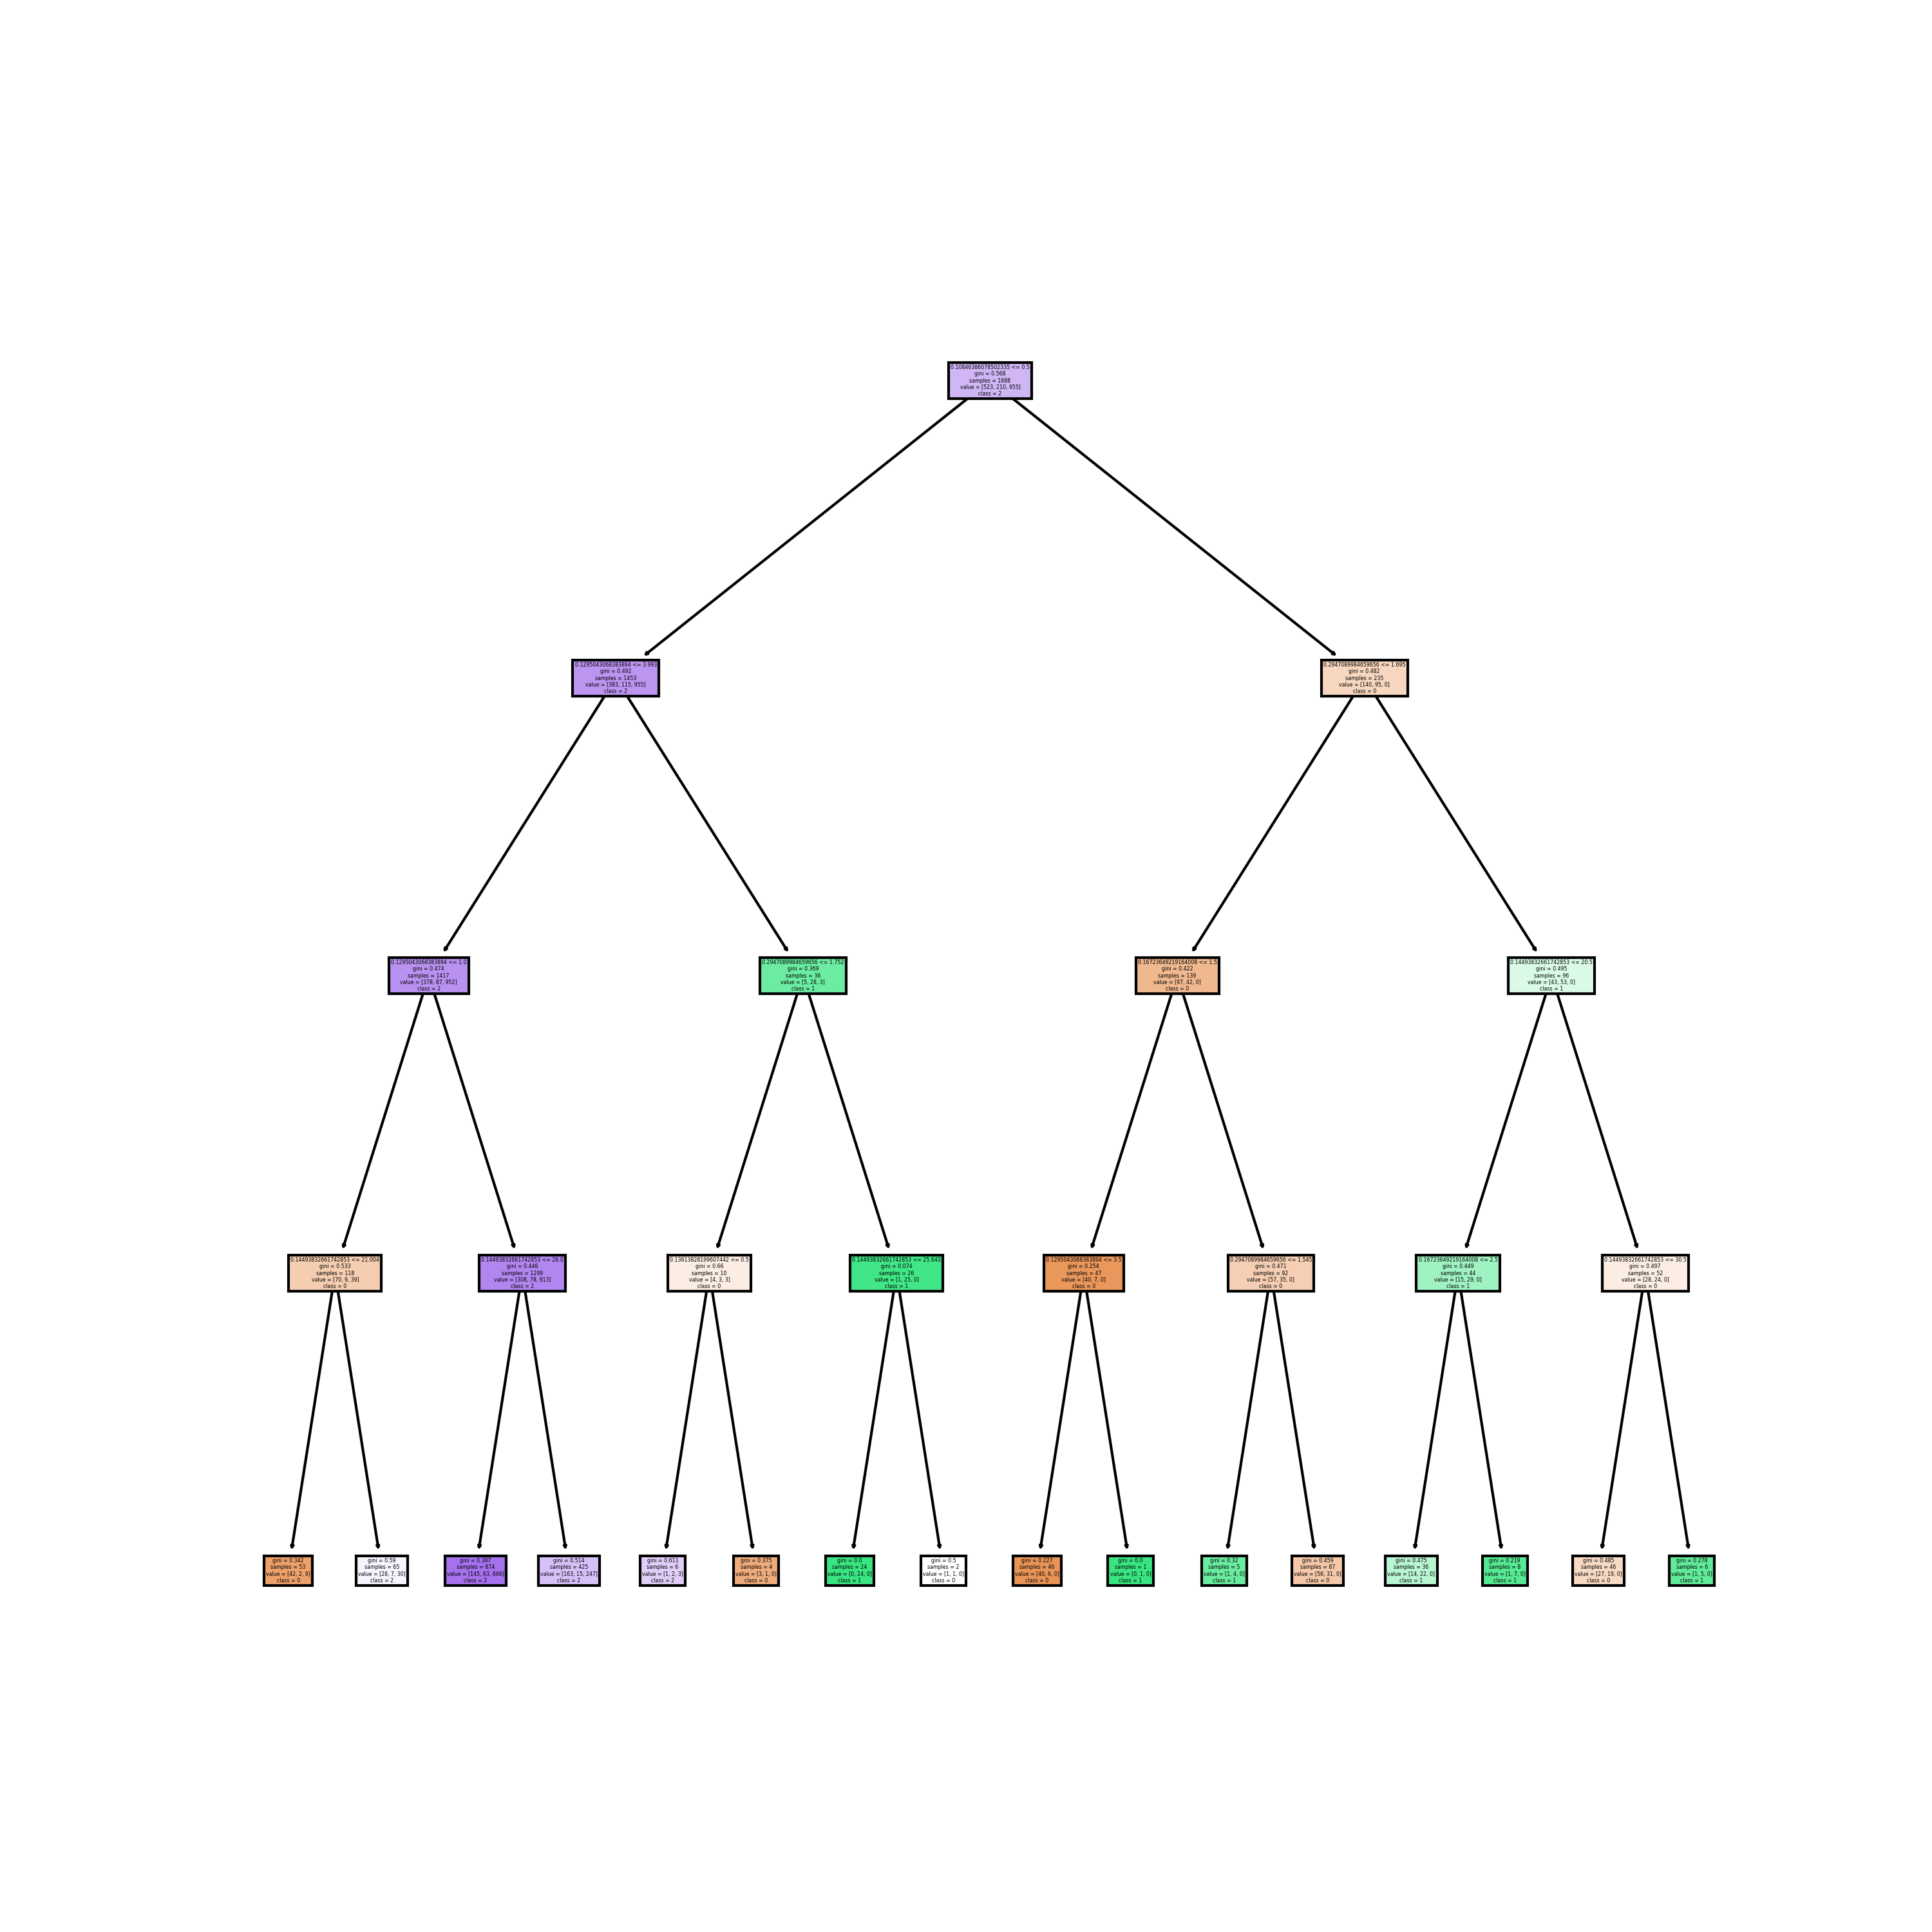 0.10846386078502335 <= 0.5
gini = 0.568
samples = 1688
value = [523, 210, 955]
class = 2
0.1295043068383894 <= 3.993
gini = 0.492
samples = 1453
value = [383, 115, 955]
class = 2
0.2947089984659656 <= 1.695
gini = 0.482
samples = 235
value = [140, 95, 0]
class = 0
0.1295043068383894 <= 1.0
gini = 0.474
samples = 1417
value = [378, 87, 952]
class = 2
0.2947089984659656 <= 1.752
gini = 0.369
samples = 36
value = [5, 28, 3]
class = 1
0.16723649219164008 <= 1.5
gini = 0.422
samples = 139
value = [97, 42, 0]
class = 0
0.14493832661742853 <= 20.5
gini = 0.495
samples = 96
value = [43, 53, 0]
class = 1
0.14493832661742853 <= 21.004
gini = 0.533
samples = 118
value = [70, 9, 39]
class = 0
0.14493832661742853 <= 28.0
gini = 0.446
samples = 1299
value = [308, 78, 913]
class = 2
0.13613828199607442 <= 0.5
gini = 0.66
samples = 10
value = [4, 3, 3]
class = 0
0.14493832661742853 <= 25.643
gini = 0.074
samples = 26
value = [1, 25, 0]
class = 1
0.1295043068383894 <= 3.5
gini = 0.254
samples = 47
value = [40, 7, 0]
class = 0
0.2947089984659656 <= 1.545
gini = 0.471
samples = 92
value = [57, 35, 0]
class = 0
0.16723649219164008 <= 2.5
gini = 0.449
samples = 44
value = [15, 29, 0]
class = 1
0.14493832661742853 <= 30.5
gini = 0.497
samples = 52
value = [28, 24, 0]
class = 0
gini = 0.342
samples = 53
value = [42, 2, 9]
class = 0
gini = 0.59
samples = 65
value = [28, 7, 30]
class = 2
gini = 0.387
samples = 874
value = [145, 63, 666]
class = 2
gini = 0.514
samples = 425
value = [163, 15, 247]
class = 2
gini = 0.611
samples = 6
value = [1, 2, 3]
class = 2
gini = 0.375
samples = 4
value = [3, 1, 0]
class = 0
gini = 0.0
samples = 24
value = [0, 24, 0]
class = 1
gini = 0.5
samples = 2
value = [1, 1, 0]
class = 0
gini = 0.227
samples = 46
value = [40, 6, 0]
class = 0
gini = 0.0
samples = 1
value = [0, 1, 0]
class = 1
gini = 0.32
samples = 5
value = [1, 4, 0]
class = 1
gini = 0.459
samples = 87
value = [56, 31, 0]
class = 0
gini = 0.475
samples = 36
value = [14, 22, 0]
class = 1
gini = 0.219
samples = 8
value = [1, 7, 0]
class = 1
gini = 0.485
samples = 46
value = [27, 19, 0]
class = 0
gini = 0.278
samples = 6
value = [1, 5, 0]
class = 1